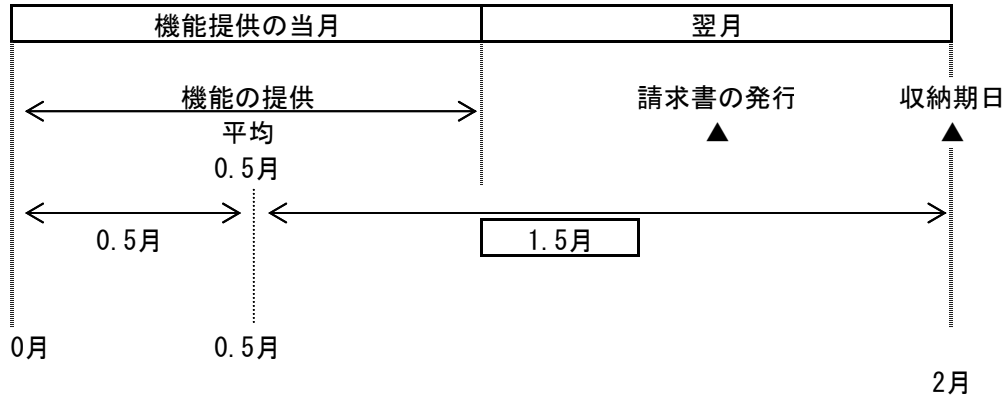 機能提供の当月 翌月
機能の提供 請求書の発行 収納期日
平均 ▲ ▲
0.5月
0.5月 1.5月
0月 0.5月
2月